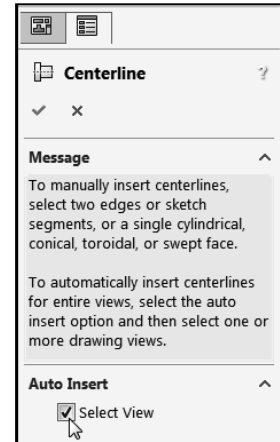 Centerline ?
Message
To manually insert centerlines,
select two edges or sketch
segments, or a single cylindrical,
conical, toroidal, or swept face.
To automatically insert centerlines
for entire views, select the auto
insert option and then select one or
more drawing views.
Auto Insert
Select View